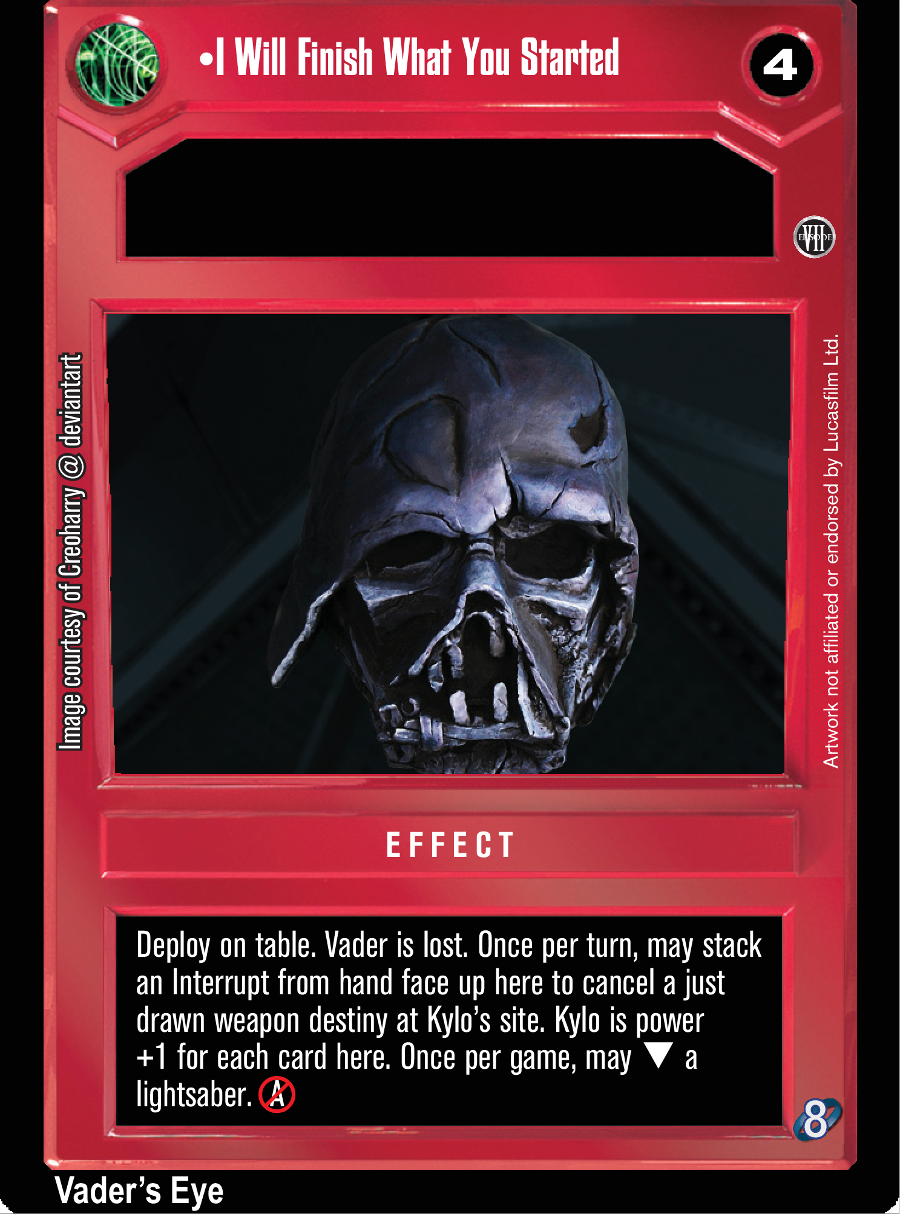 •I Will Finish What You Started
4
EPISODE
VII
Image courtesy of Creoharry @ deviantart
Artwork not affiliated or endorsed by Lucasfilm Ltd.
EFFECT
Deploy on table. Vader is lost. Once per turn, may stack
an Interrupt from hand face up here to cancel a just
drawn weapon destiny at Kylo’s site. Kylo is power
+1 for each card here. Once per game, may ▼ a
lightsaber. A
8
Vader’s Eye